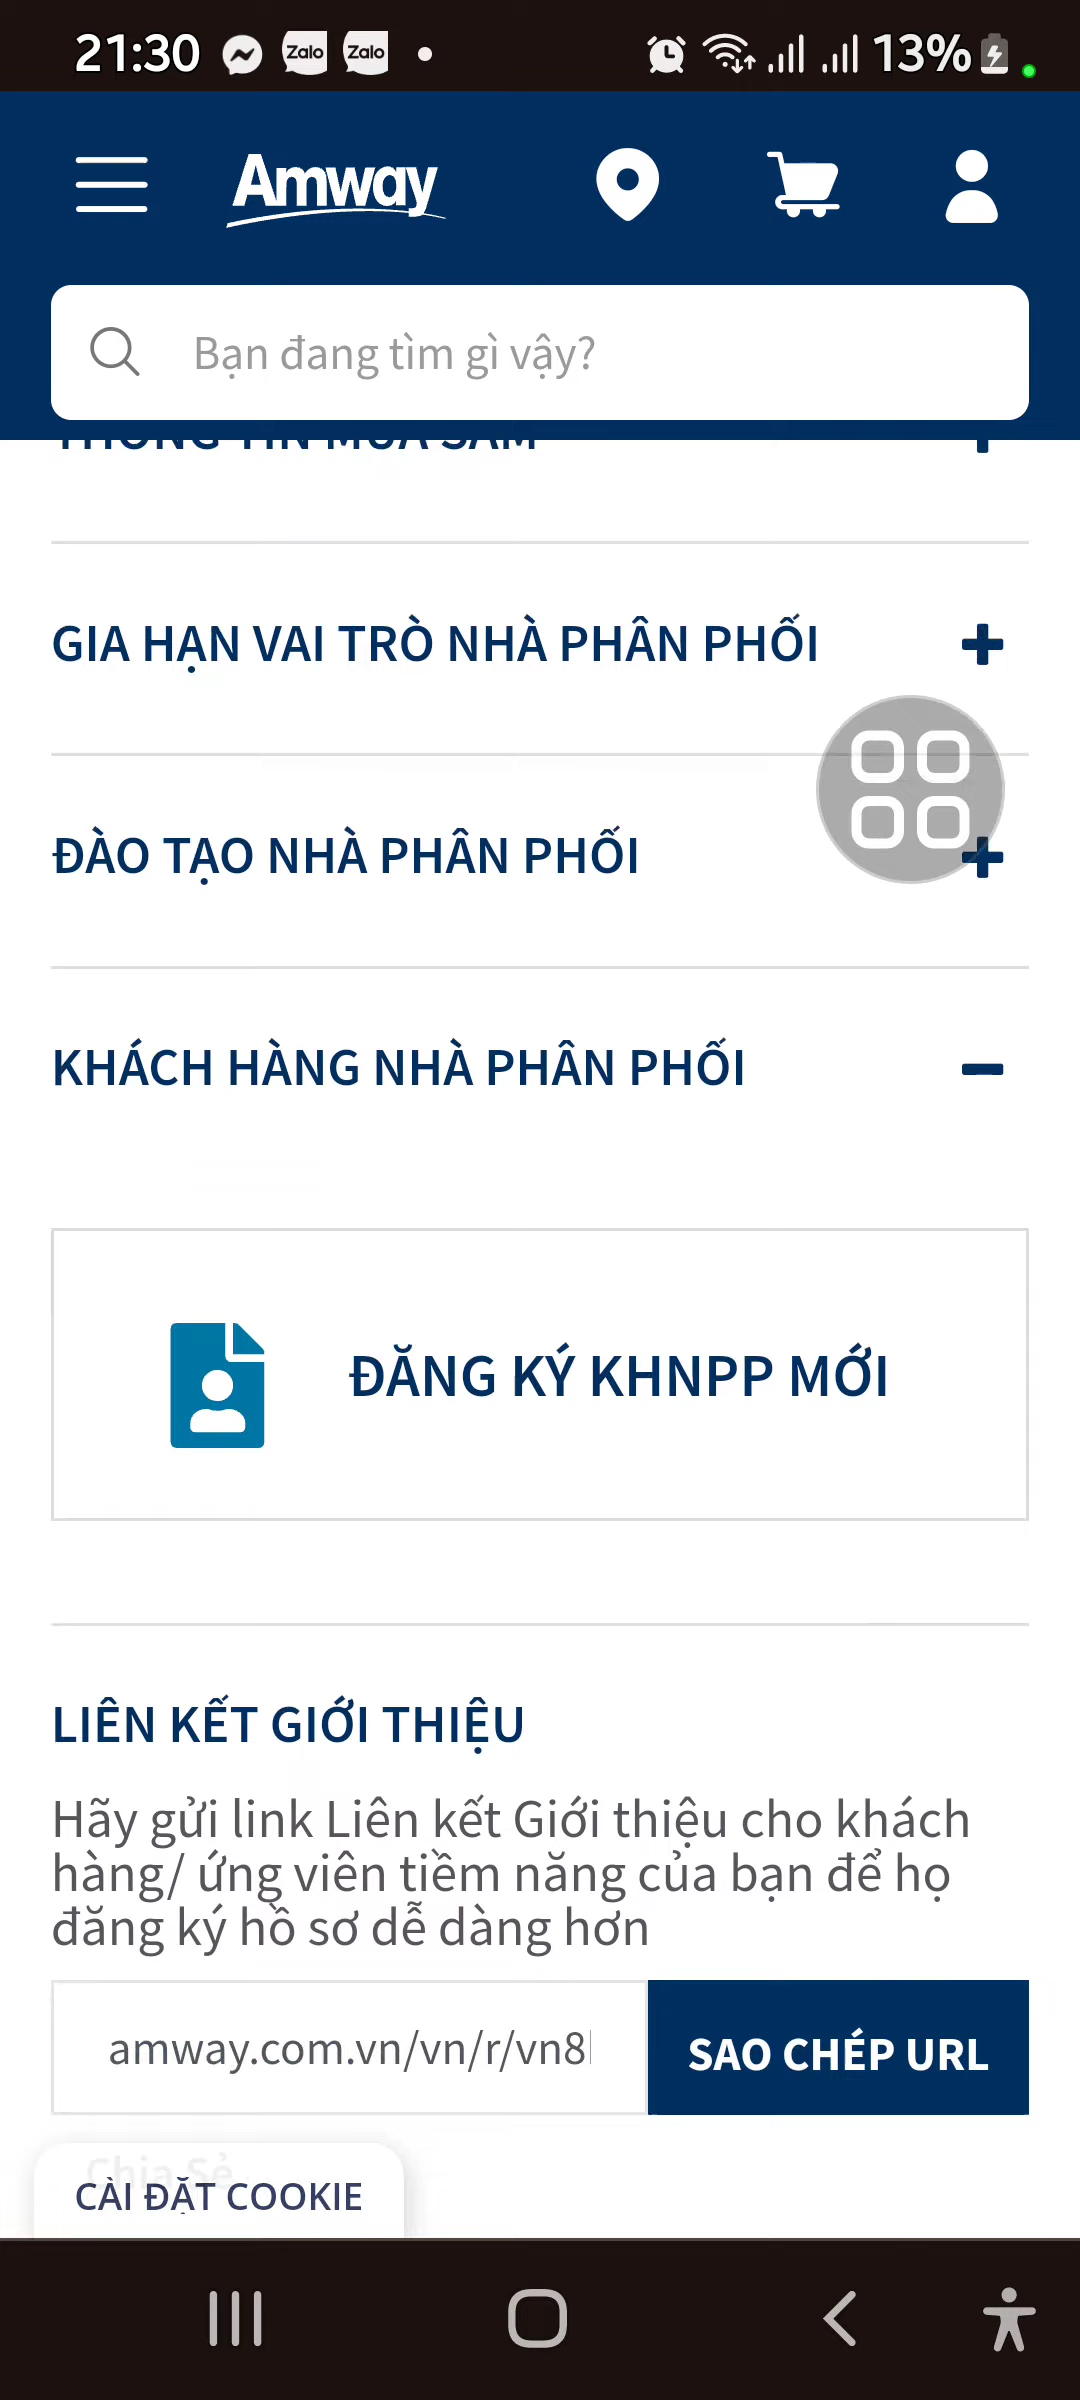 21:30 Zalo Zalo 13%
Amway
Bạn đang tìm gì vậy?
THÔNG TIN MUA SẮM
GIA HẠN VAI TRÒ NHÀ PHÂN PHỐI
ĐÀO TẠO NHÀ PHÂN PHỐI
KHÁCH HÀNG NHÀ PHÂN PHỐI
ĐĂNG KÝ KHNPP MỚI
LIÊN KẾT GIỚI THIỆU
Hãy gửi link Liên kết Giới thiệu cho khách
hàng/ ứng viên tiềm năng của bạn để họ
đăng ký hồ sơ dễ dàng hơn
amway.com.vn/vn/r/vn8
SAO CHÉP URL
Chia Sẻ
CÀI ĐẶT COOKIE